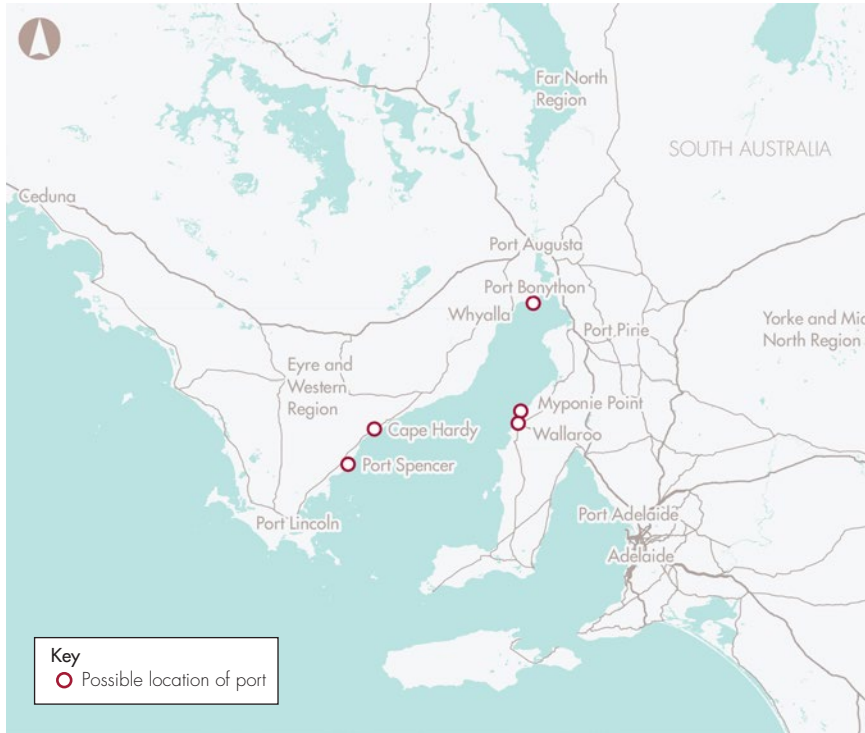 Far North
Region
SOUTH AUSTRALIA
Ceduna
Port Augusta
Port Bonython
Whyalla
Port Pirie
Yorke and Mid
North Region
Eyre and
Western
Region
Myponie Point
Cape Hardy
Wallaroo
Port Spencer
Port Lincoln
Port Adelaide
Adelaide
Key
Possible location of port